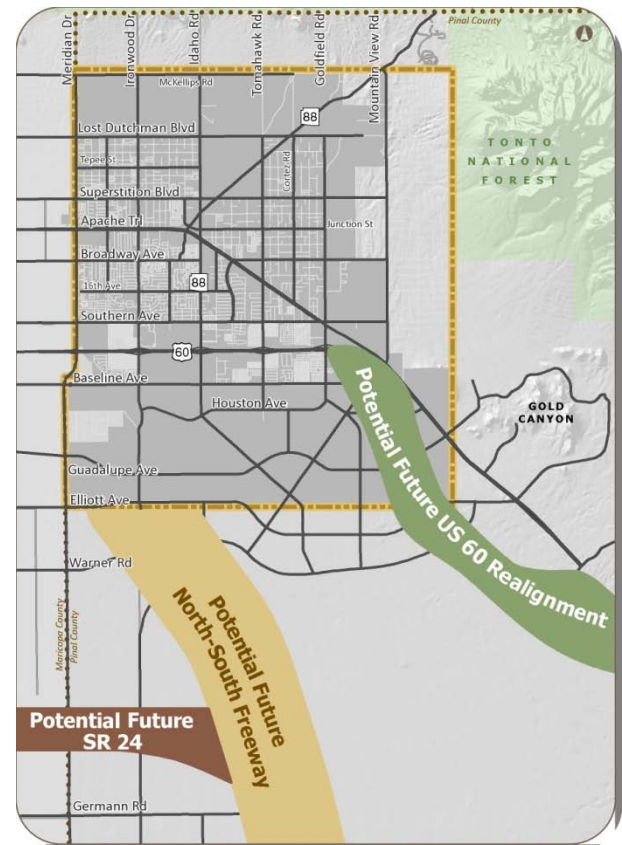 Pinal County
Meridian Dr
Ironwood Dr
Idaho Rd
Tomahawk Rd
Goldfield Rd
Mountain View Rd
McKellips Rd
88
Lost Dutchman Blvd
TONTO
NATIONAL
FOREST
Tepee St
Cortez Rd
Superstition Blvd
Apache Trl
Junction St
Broadway Ave
88
16th Ave
Southern Ave
60
Baseline Ave
Houston Ave
GOLD
CANYON
Potential Future US 60 Realignment
Guadalupe Ave
Elliott Ave
Warner Rd
Maricopa County
Pinal County
Potential Future
North-South Freeway
Potential Future
SR 24
Germann Rd